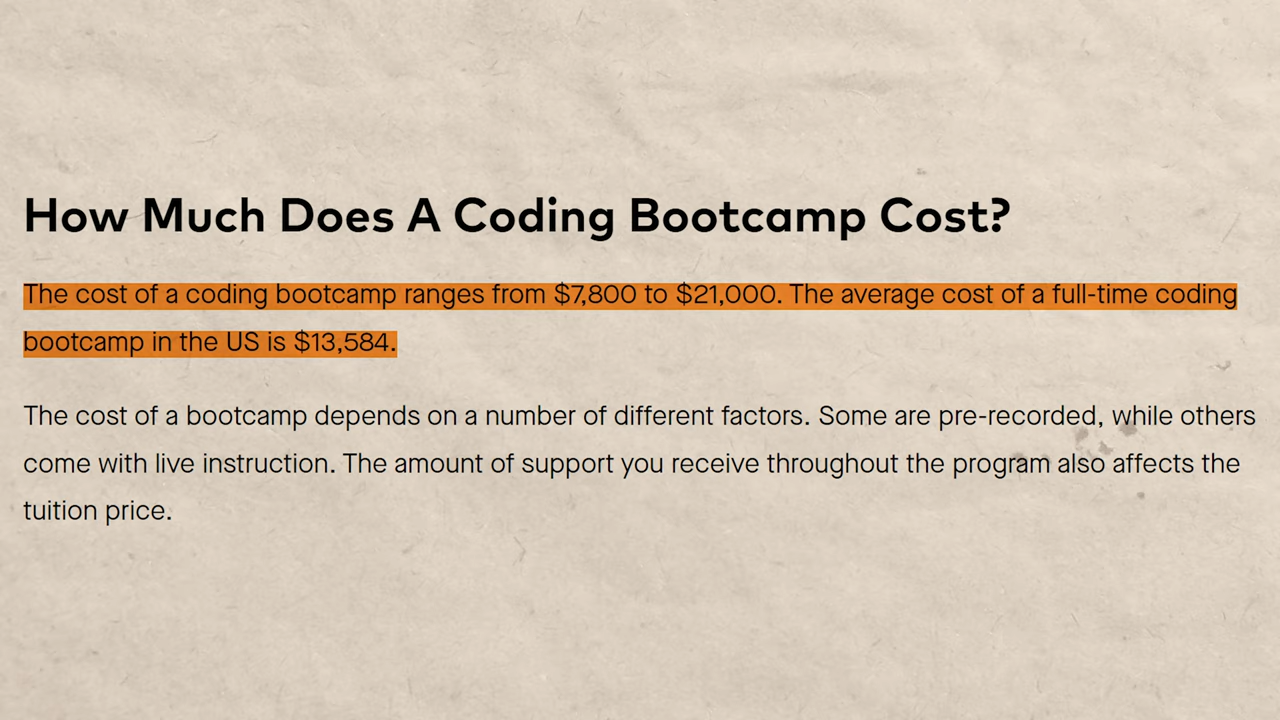 How Much Does A Coding Bootcamp Cost?
The cost of a coding bootcamp ranges from $7,800 to $21,000. The average cost of a full-time coding
bootcamp in the US is $13,584.
The cost of a bootcamp depends on a number of different factors. Some are pre-recorded, while others
come with live instruction. The amount of support you receive throughout the program also affects the
tuition price.